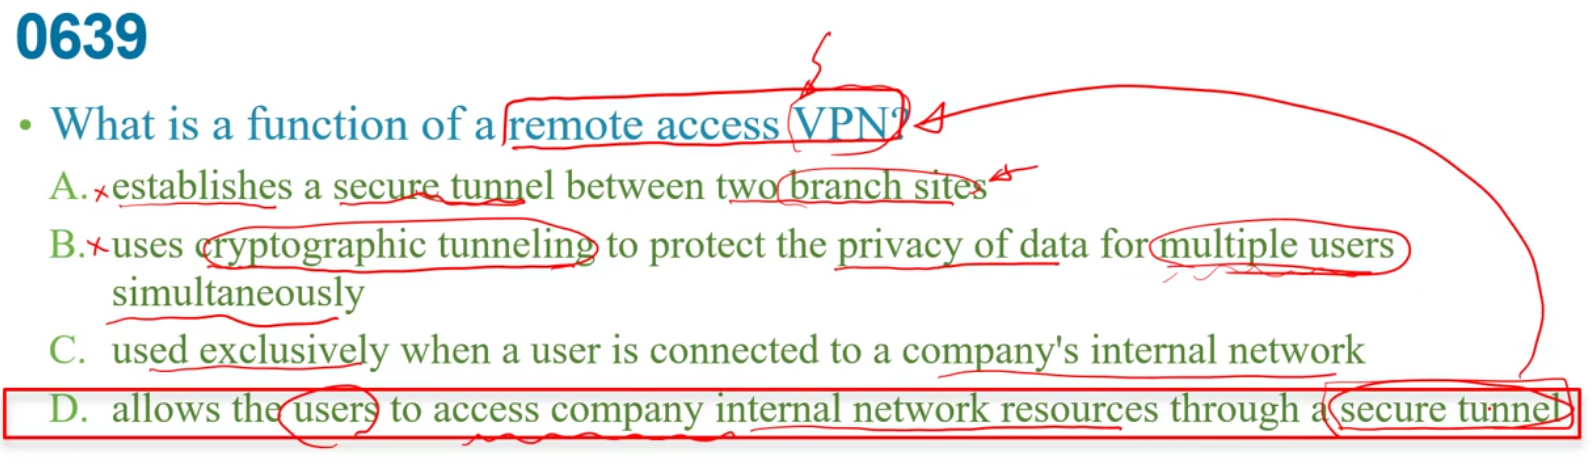 0639
• What is a function of a remote access VPN?
A. establishes a secure tunnel between two branch sites
B. uses cryptographic tunneling to protect the privacy of data for multiple users
simultaneously
C. used exclusively when a user is connected to a company's internal network
D. allows the users to access company internal network resources through a secure tunnel